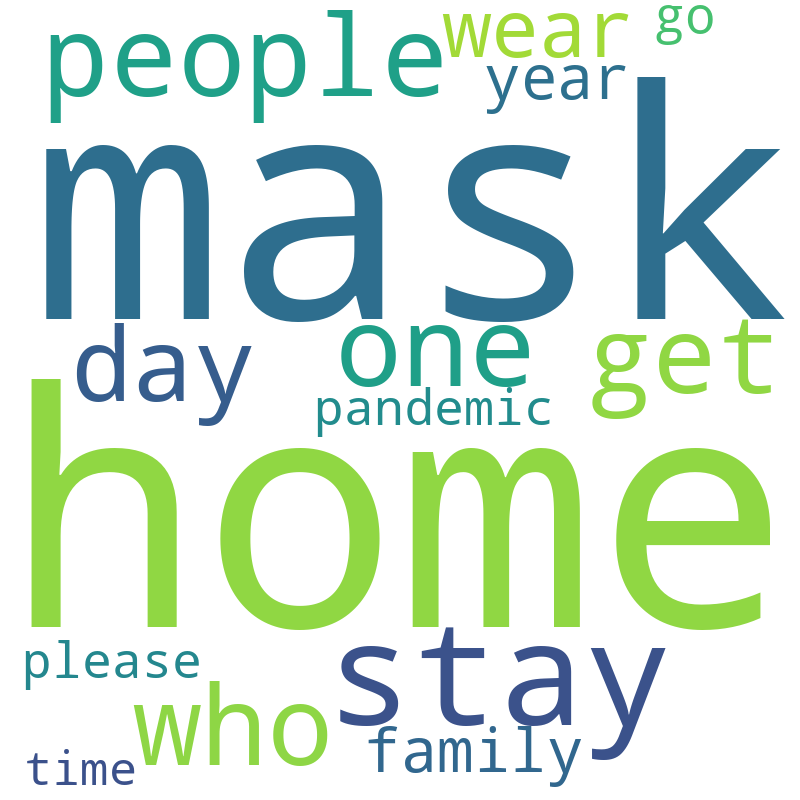 people wear go
year
mask
day one get
pandemic
home
please stay
who family
time